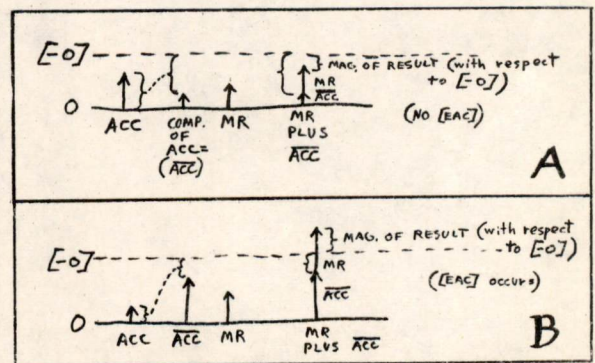 [-0]
MAG. OF RESULT (with respect
to [-0])
MR
ACC
0
ACC
COMP.
OF
ACC=
(ACC)
MR
MR
PLUS
ACC
(NO [EAC])
A
MAG. OF RESULT (with respect
to [-0])
[-0]
MR
([EAC] occurs)
ACC
0
ACC
ACC
MR
MR
PLUS ACC
B